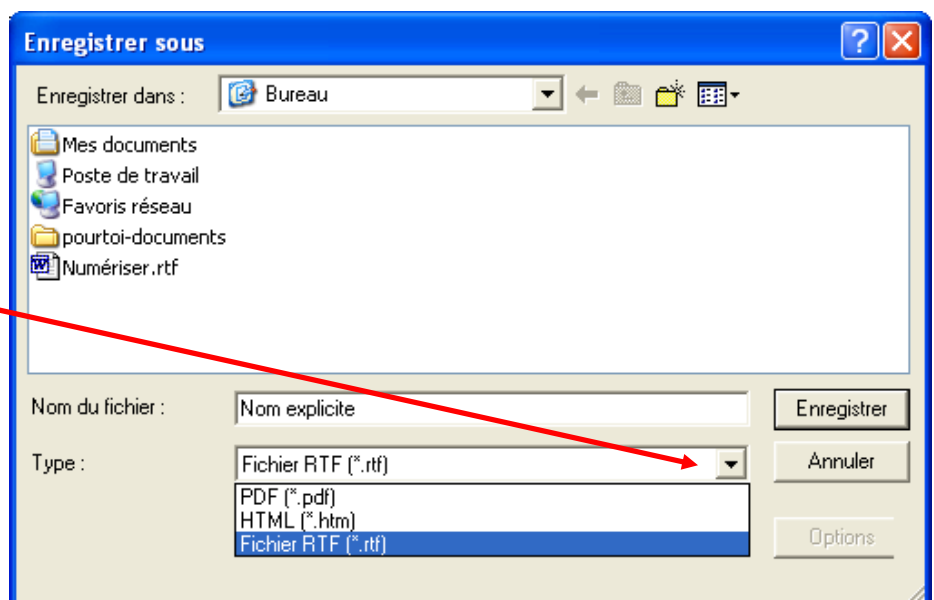 Enregistrer sous
Enregistrer dans :
Bureau
Mes documents
Poste de travail
Favoris réseau
pourtoi-documents
Numériser.rtf
Nom du fichier :
Nom explicite
Enregistrer
Type :
Fichier RTF (*.rtf)
Annuler
PDF (*.pdf)
HTML (*.htm)
Fichier RTF (*.rtf)
Options